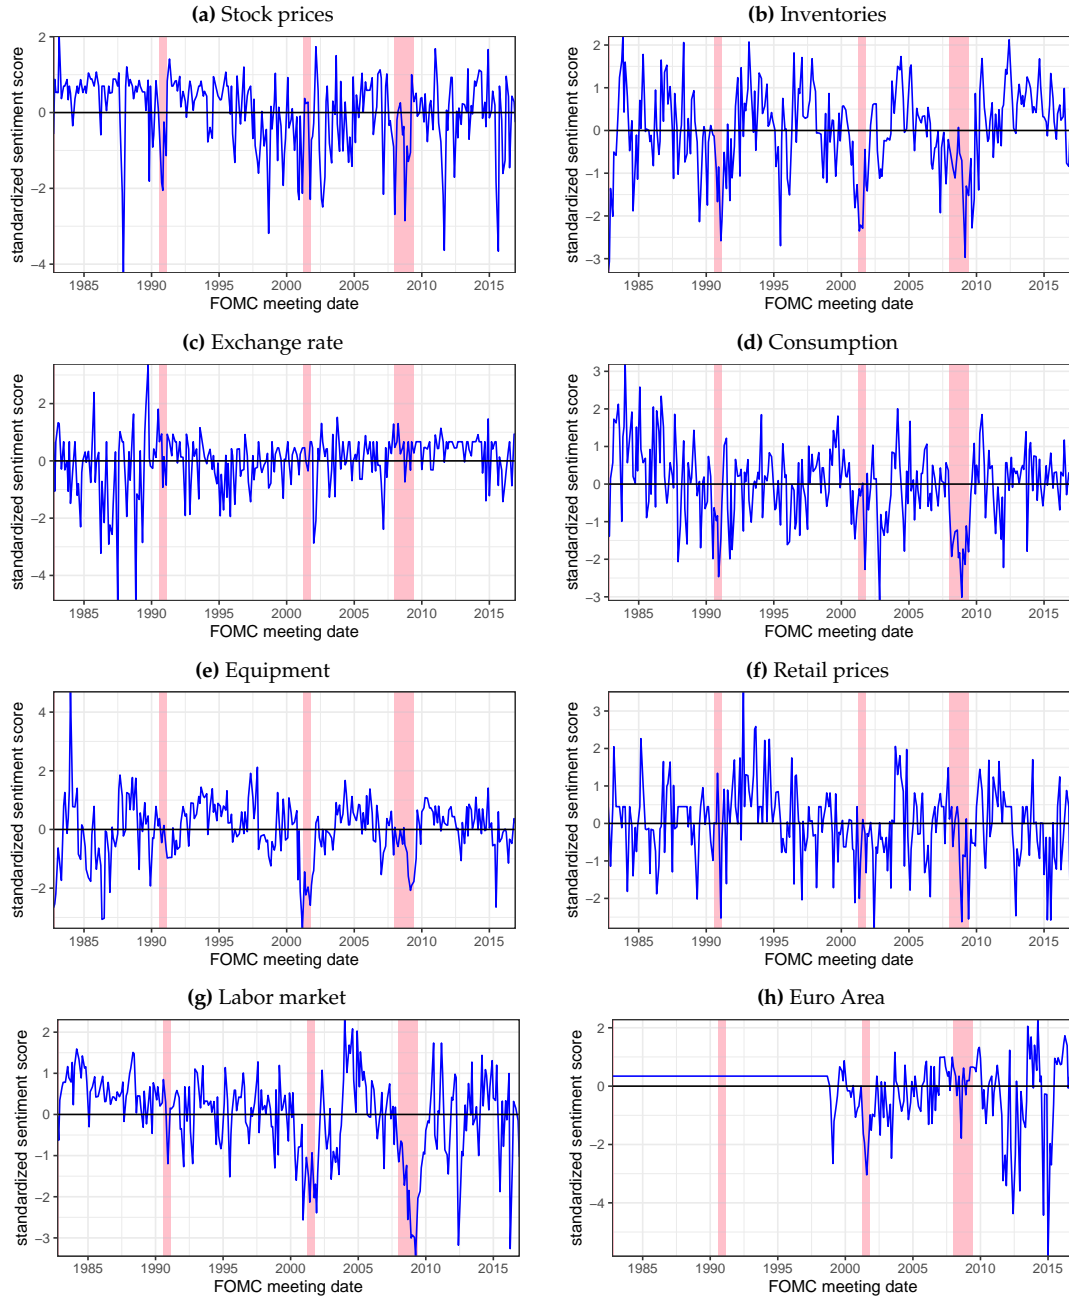 (a) Stock prices
standardized sentiment score
2
0
−2
−4
1985 1990 1995 2000 2005 2010 2015
FOMC meeting date
(b) Inventories
standardized sentiment score
2
1
0
−1
−2
−3
1985 1990 1995 2000 2005 2010 2015
FOMC meeting date
(c) Exchange rate
standardized sentiment score
2
0
−2
−4
1985 1990 1995 2000 2005 2010 2015
FOMC meeting date
(d) Consumption
standardized sentiment score
3
2
1
0
−1
−2
−3
1985 1990 1995 2000 2005 2010 2015
FOMC meeting date
(e) Equipment
standardized sentiment score
4
2
0
−2
1985 1990 1995 2000 2005 2010 2015
FOMC meeting date
(f) Retail prices
standardized sentiment score
3
2
1
0
−1
−2
1985 1990 1995 2000 2005 2010 2015
FOMC meeting date
(g) Labor market
standardized sentiment score
2
1
0
−1
−2
−3
1985 1990 1995 2000 2005 2010 2015
FOMC meeting date
(h) Euro Area
standardized sentiment score
2
0
−2
−4
1985 1990 1995 2000 2005 2010 2015
FOMC meeting date